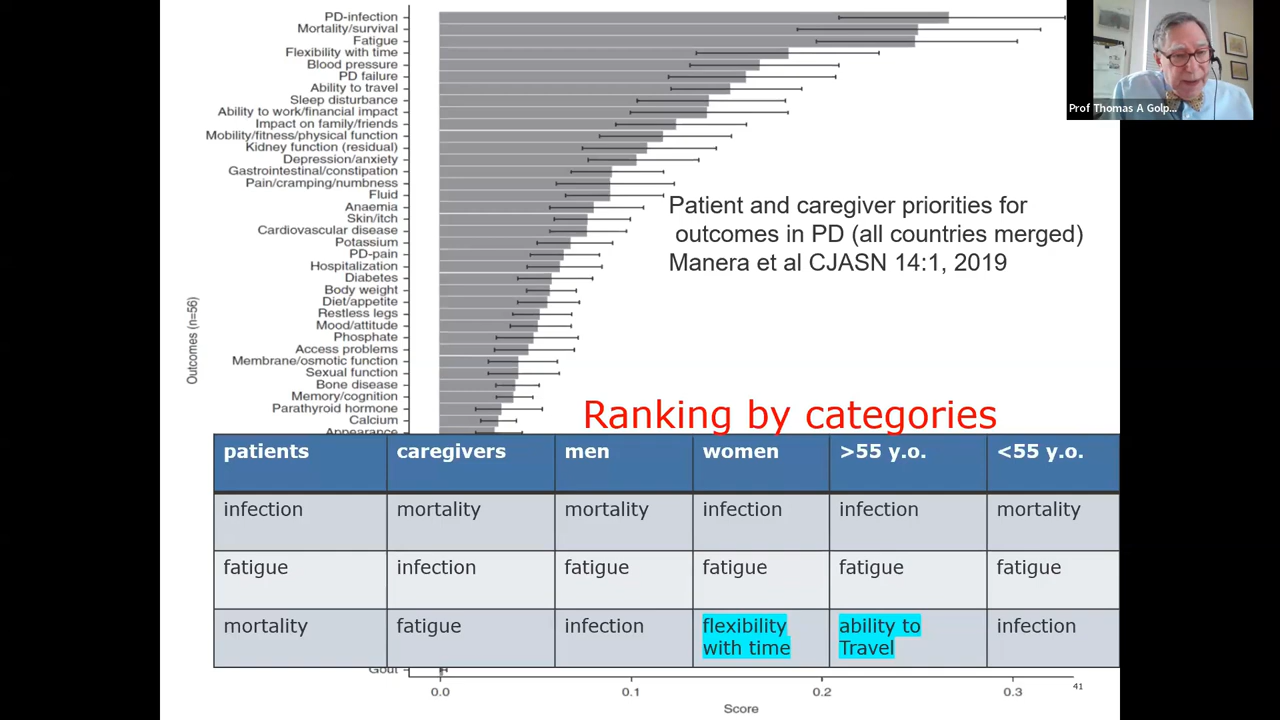 PD-infection
Mortality/survival
Fatigue
Flexibility with time
Blood pressure
PD failure
Ability to travel
Sleep disturbance
Ability to work/financial impact
Impact on family/friends
Mobility/fitness/physical function
Kidney function (residual)
Depression/anxiety
Gastrointestinal/constipation
Pain/cramping/numbness
Fluid
Anaemia
Skin/itch
Cardiovascular disease
Potassium
PD-pain
Hospitalization
Diabetes
Body weight
Diet/appetite
Restless legs
Mood/attitude
Phosphate
Access problems
Membrane/osmotic function
Sexual function
Bone disease
Memory/cognition
Parathyroid hormone
Calcium
Appearance
Outcomes (n=56)
Prof Thomas A Golp...
Patient and caregiver priorities for
outcomes in PD (all countries merged)
Manera et al CJASN 14:1, 2019
Ranking by categories
patients caregivers men women >55 y.o. <55 y.o.
infection mortality mortality infection infection mortality
fatigue infection fatigue fatigue fatigue fatigue
mortality fatigue infection flexibility with time ability to Travel infection
Gout
0.0 0.1 0.2 0.3
Score
41